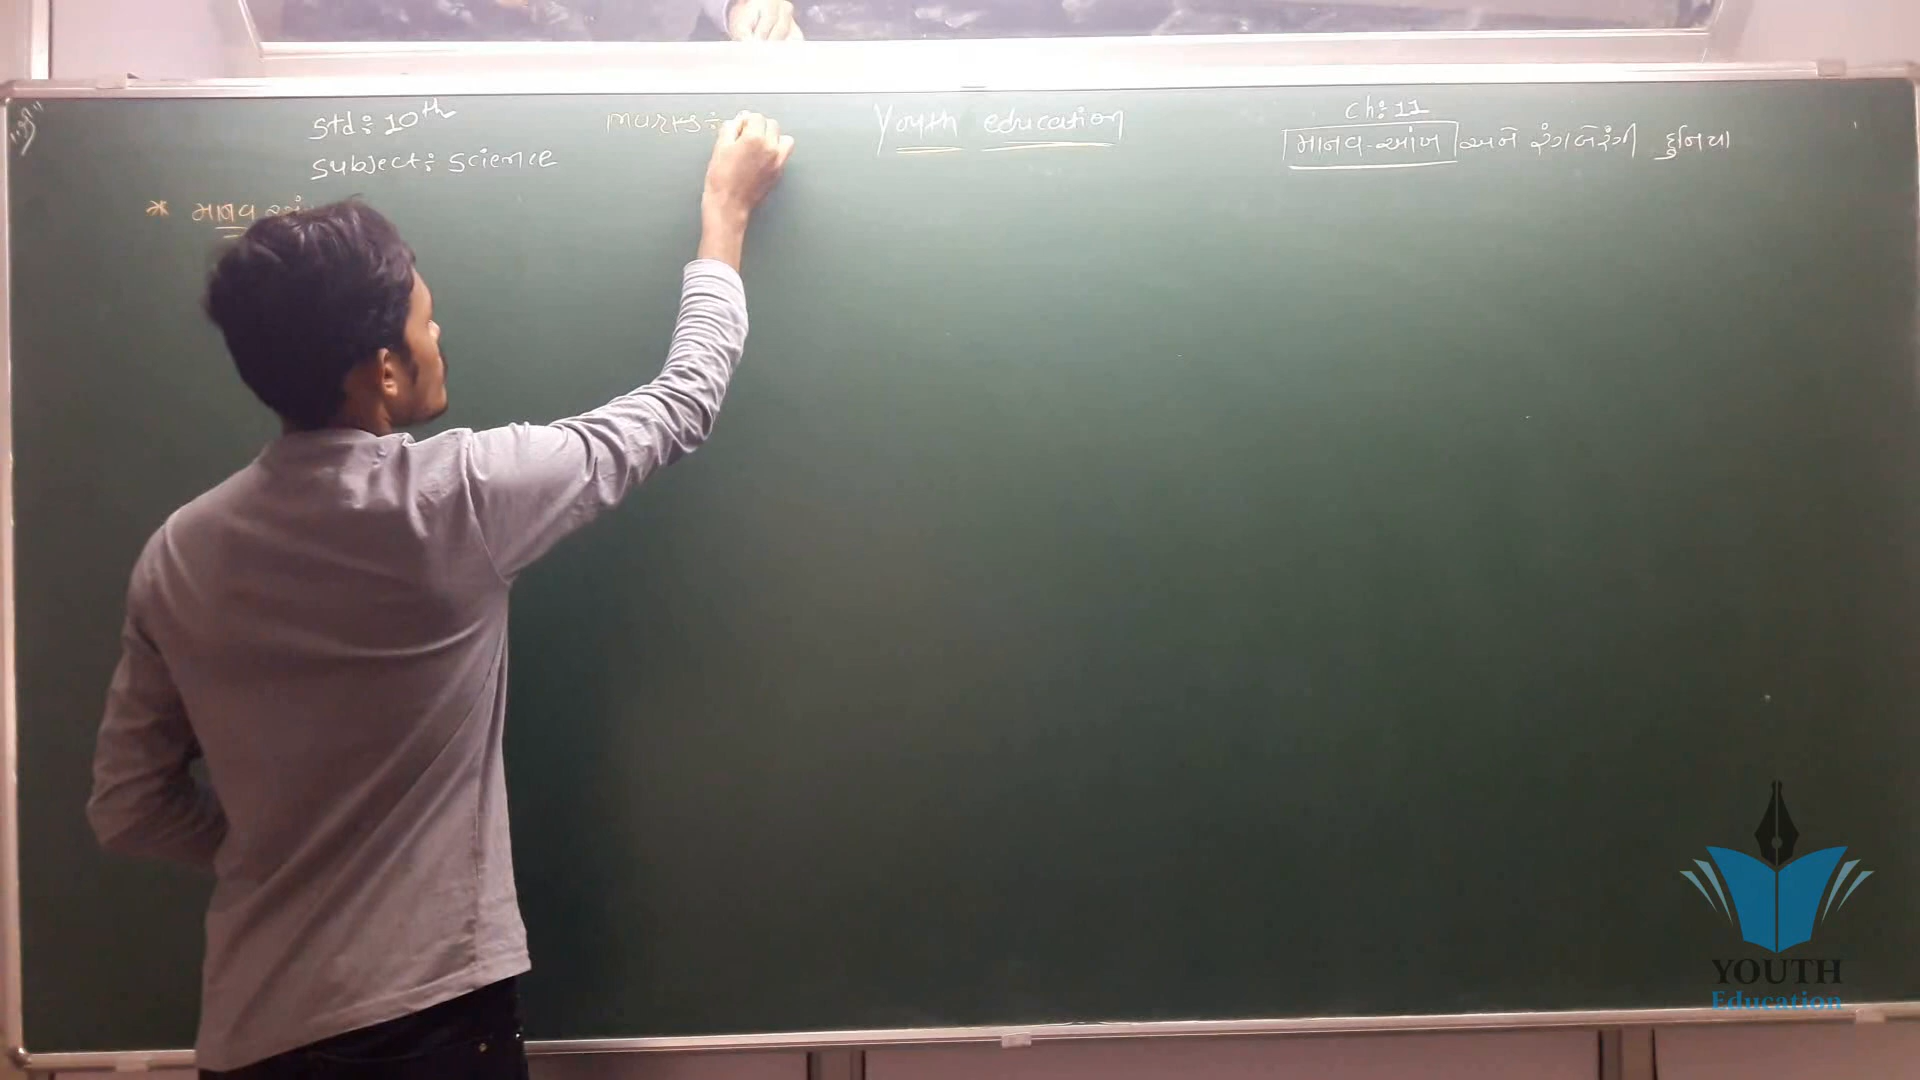 "શ્રી"
Std: 10th
Subject: Science
marks:
Youth education
Ch: 11
માનવ-આંખ અને રંગબેરંગી દુનિયા
* માનવ
YOUTH
Education